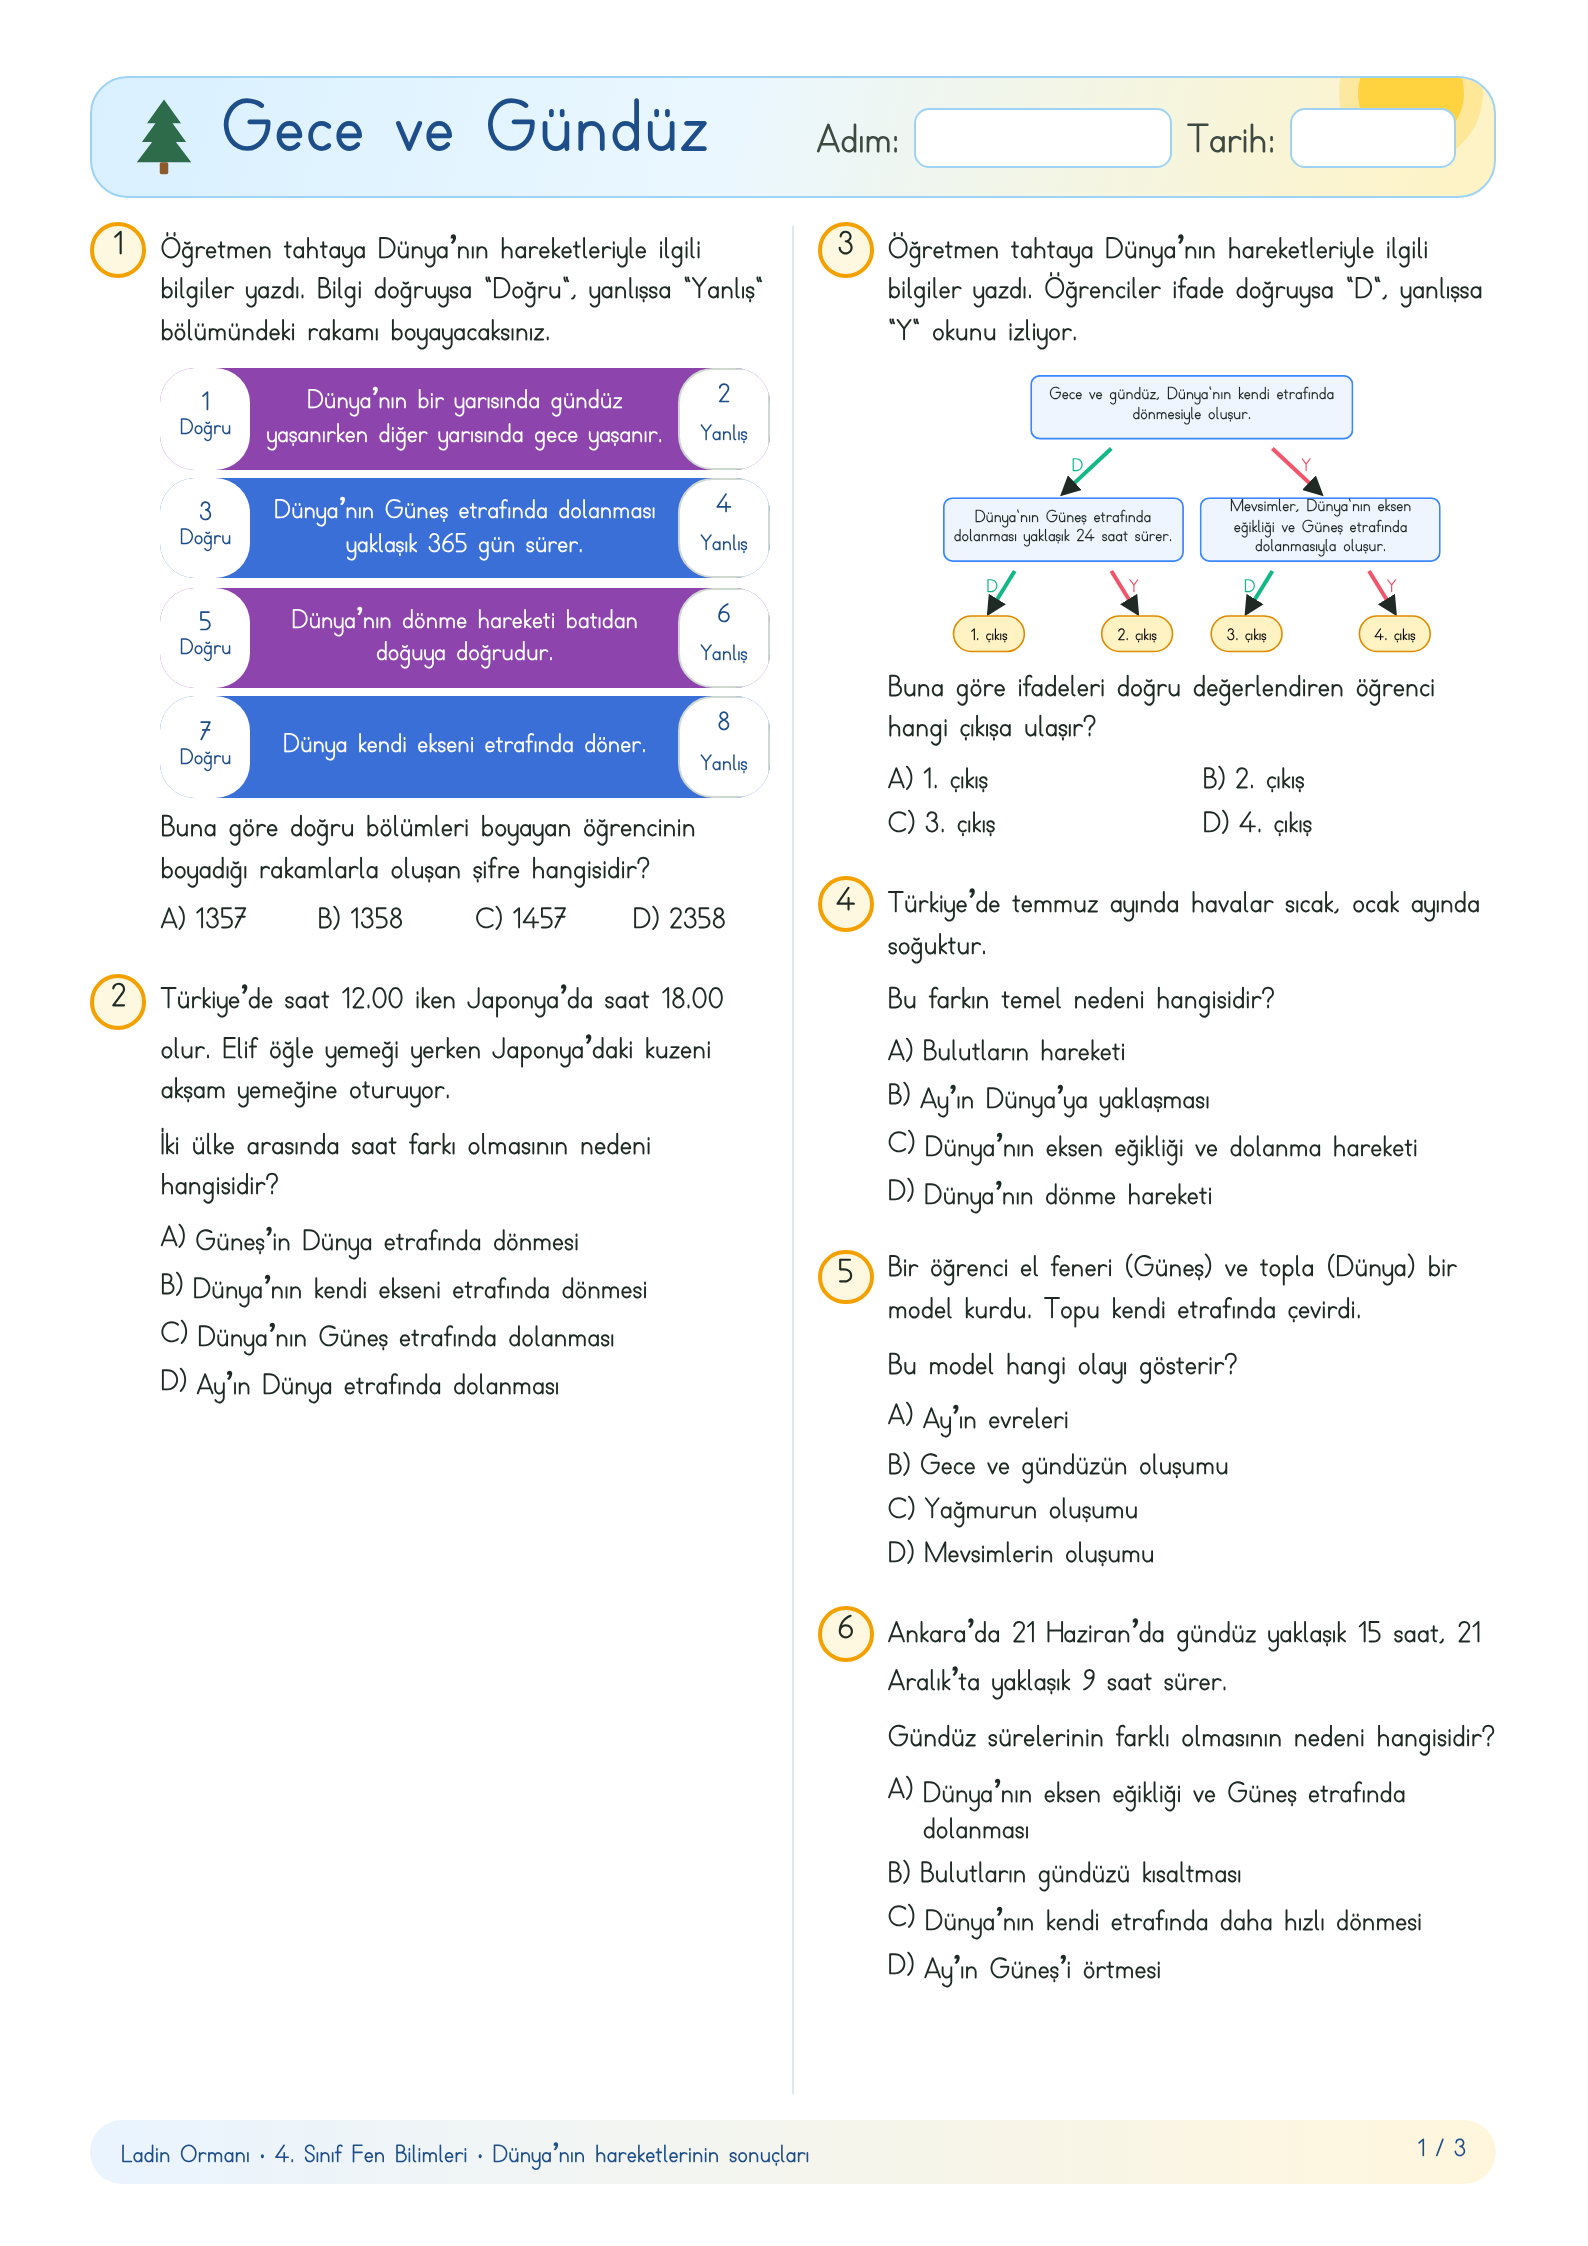 Gece ve Gündüz
Adım:
Tarih:
1
Öğretmen tahtaya Dünya'nın hareketleriyle ilgili
bilgiler yazdı. Bilgi doğruysa "Doğru", yanlışsa "Yanlış"
bölümündeki rakamı boyayacaksınız.
1
Doğru
Dünya'nın bir yarısında gündüz
yaşanırken diğer yarısında gece yaşanır.
2
Yanlış
3
Doğru
Dünya'nın Güneş etrafında dolanması
yaklaşık 365 gün sürer.
4
Yanlış
5
Doğru
Dünya'nın dönme hareketi batıdan
doğuya doğrudur.
6
Yanlış
7
Doğru
Dünya kendi ekseni etrafında döner.
8
Yanlış
Buna göre doğru bölümleri boyayan öğrencinin
boyadığı rakamlarla oluşan şifre hangisidir?
A) 1357 B) 1358 C) 1457 D) 2358
2
Türkiye'de saat 12.00 iken Japonya'da saat 18.00
olur. Elif öğle yemeği yerken Japonya'daki kuzeni
akşam yemeğine oturuyor.
İki ülke arasında saat farkı olmasının nedeni
hangisidir?
A) Güneş'in Dünya etrafında dönmesi
B) Dünya'nın kendi ekseni etrafında dönmesi
C) Dünya'nın Güneş etrafında dolanması
D) Ay'ın Dünya etrafında dolanması
3
Öğretmen tahtaya Dünya'nın hareketleriyle ilgili
bilgiler yazdı. Öğrenciler ifade doğruysa "D", yanlışsa
"Y" okunu izliyor.
Gece ve gündüz, Dünya'nın kendi etrafında
dönmesiyle oluşur.
D
Y
Dünya'nın Güneş etrafında
dolanması yaklaşık 24 saat sürer.
Mevsimler, Dünya'nın eksen
eğikliği ve Güneş etrafında
dolanmasıyla oluşur.
D
Y
D
Y
1. çıkış
2. çıkış
3. çıkış
4. çıkış
Buna göre ifadeleri doğru değerlendiren öğrenci
hangi çıkışa ulaşır?
A) 1. çıkış B) 2. çıkış
C) 3. çıkış D) 4. çıkış
4
Türkiye'de temmuz ayında havalar sıcak, ocak ayında
soğuktur.
Bu farkın temel nedeni hangisidir?
A) Bulutların hareketi
B) Ay'ın Dünya'ya yaklaşması
C) Dünya'nın eksen eğikliği ve dolanma hareketi
D) Dünya'nın dönme hareketi
5
Bir öğrenci el feneri (Güneş) ve topla (Dünya) bir
model kurdu. Topu kendi etrafında çevirdi.
Bu model hangi olayı gösterir?
A) Ay'ın evreleri
B) Gece ve gündüzün oluşumu
C) Yağmurun oluşumu
D) Mevsimlerin oluşumu
6
Ankara'da 21 Haziran'da gündüz yaklaşık 15 saat, 21
Aralık'ta yaklaşık 9 saat sürer.
Gündüz sürelerinin farklı olmasının nedeni hangisidir?
A) Dünya'nın eksen eğikliği ve Güneş etrafında
dolanması
B) Bulutların gündüzü kısaltması
C) Dünya'nın kendi etrafında daha hızlı dönmesi
D) Ay'ın Güneş'i örtmesi
Ladin Ormanı • 4. Sınıf Fen Bilimleri • Dünya'nın hareketlerinin sonuçları
1 / 3